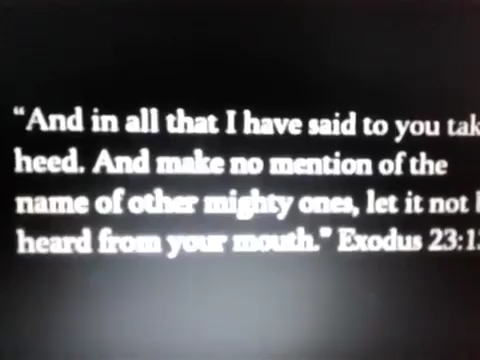 “And in all that I have said to you tak
heed. And make no mention of the
name of other mighty ones, let it not
heard from your mouth.” Exodus 23:1